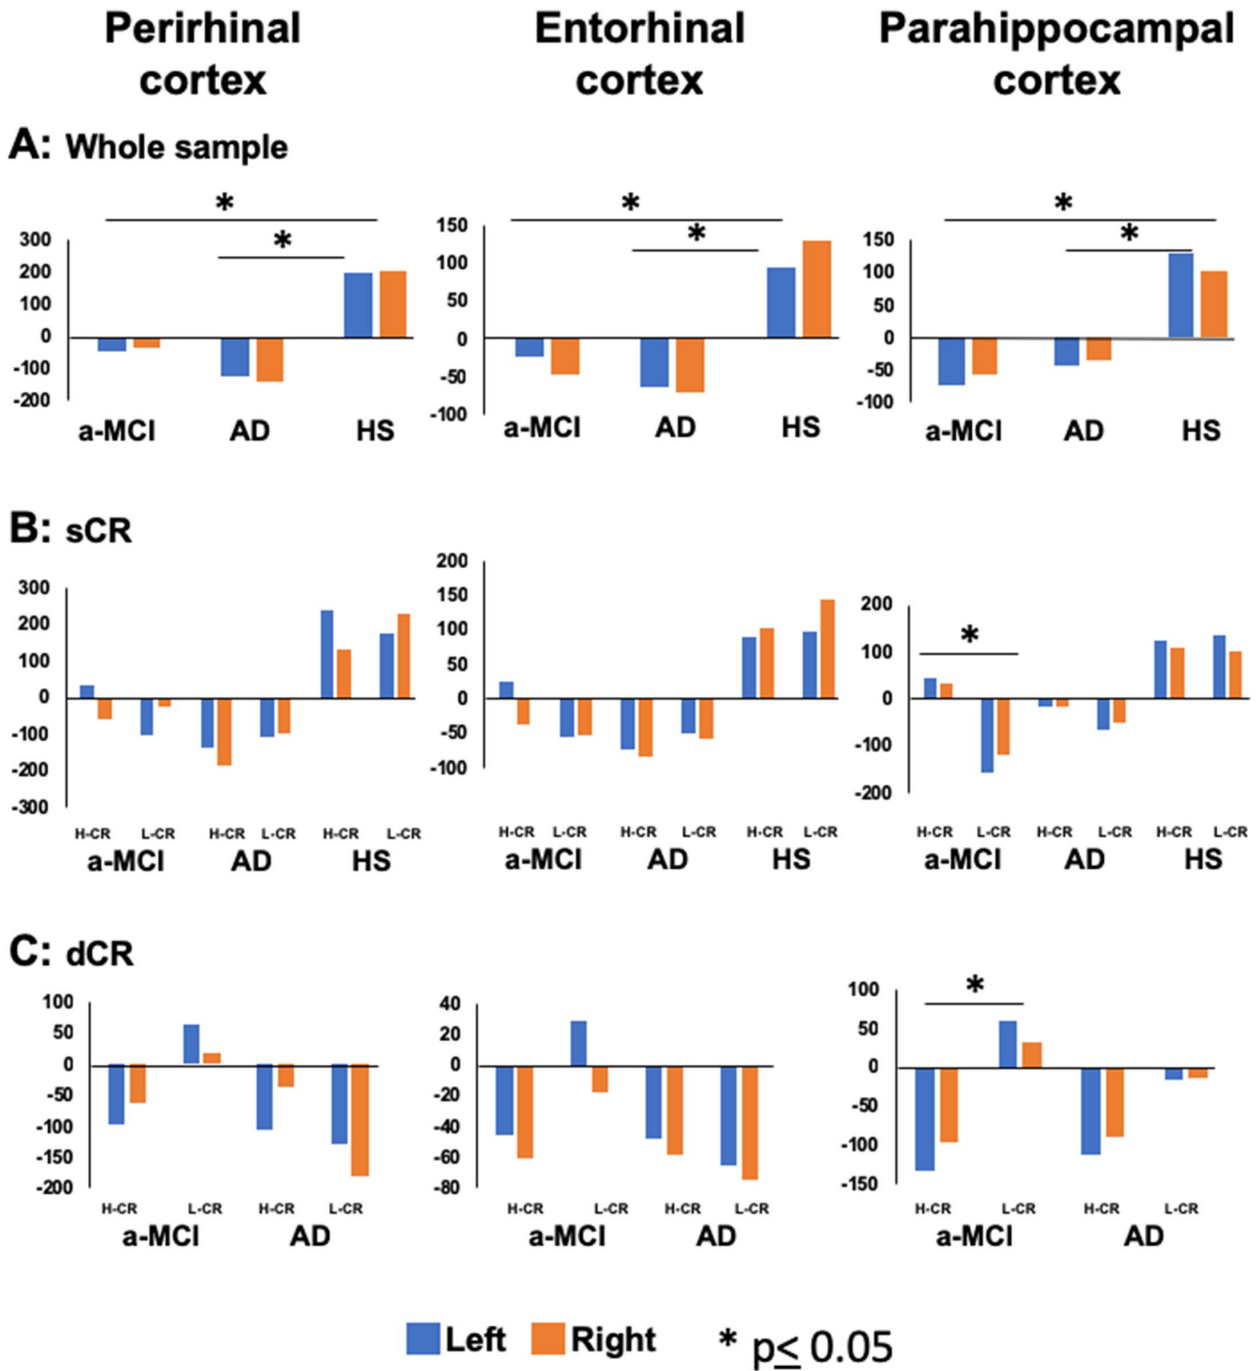 Perirhinal cortex
Entorhinal cortex
Parahippocampal cortex
A: Whole sample
* * *
* * *
300 150 150
200 100 100
100 50 50
0 0 0
-100 -50 -50
-200 -100 -100
a-MCI AD HS a-MCI AD HS a-MCI AD HS
B: sCR
300 200 200
200 150 100
100 100 0
0 50 -100
-100 0 -200
-200 -50
-300 -100
*
H-CR L-CR H-CR L-CR H-CR L-CR H-CR L-CR H-CR L-CR H-CR L-CR H-CR L-CR H-CR L-CR H-CR L-CR
a-MCI AD HS a-MCI AD HS a-MCI AD HS
C: dCR
100 40 100
50 20 50
0 0 0
-50 -20 -50
-100 -40 -100
-150 -60 -150
-200 -80
*
H-CR L-CR H-CR L-CR H-CR L-CR H-CR L-CR H-CR L-CR H-CR L-CR
a-MCI AD a-MCI AD a-MCI AD
Left Right * p≤ 0.05